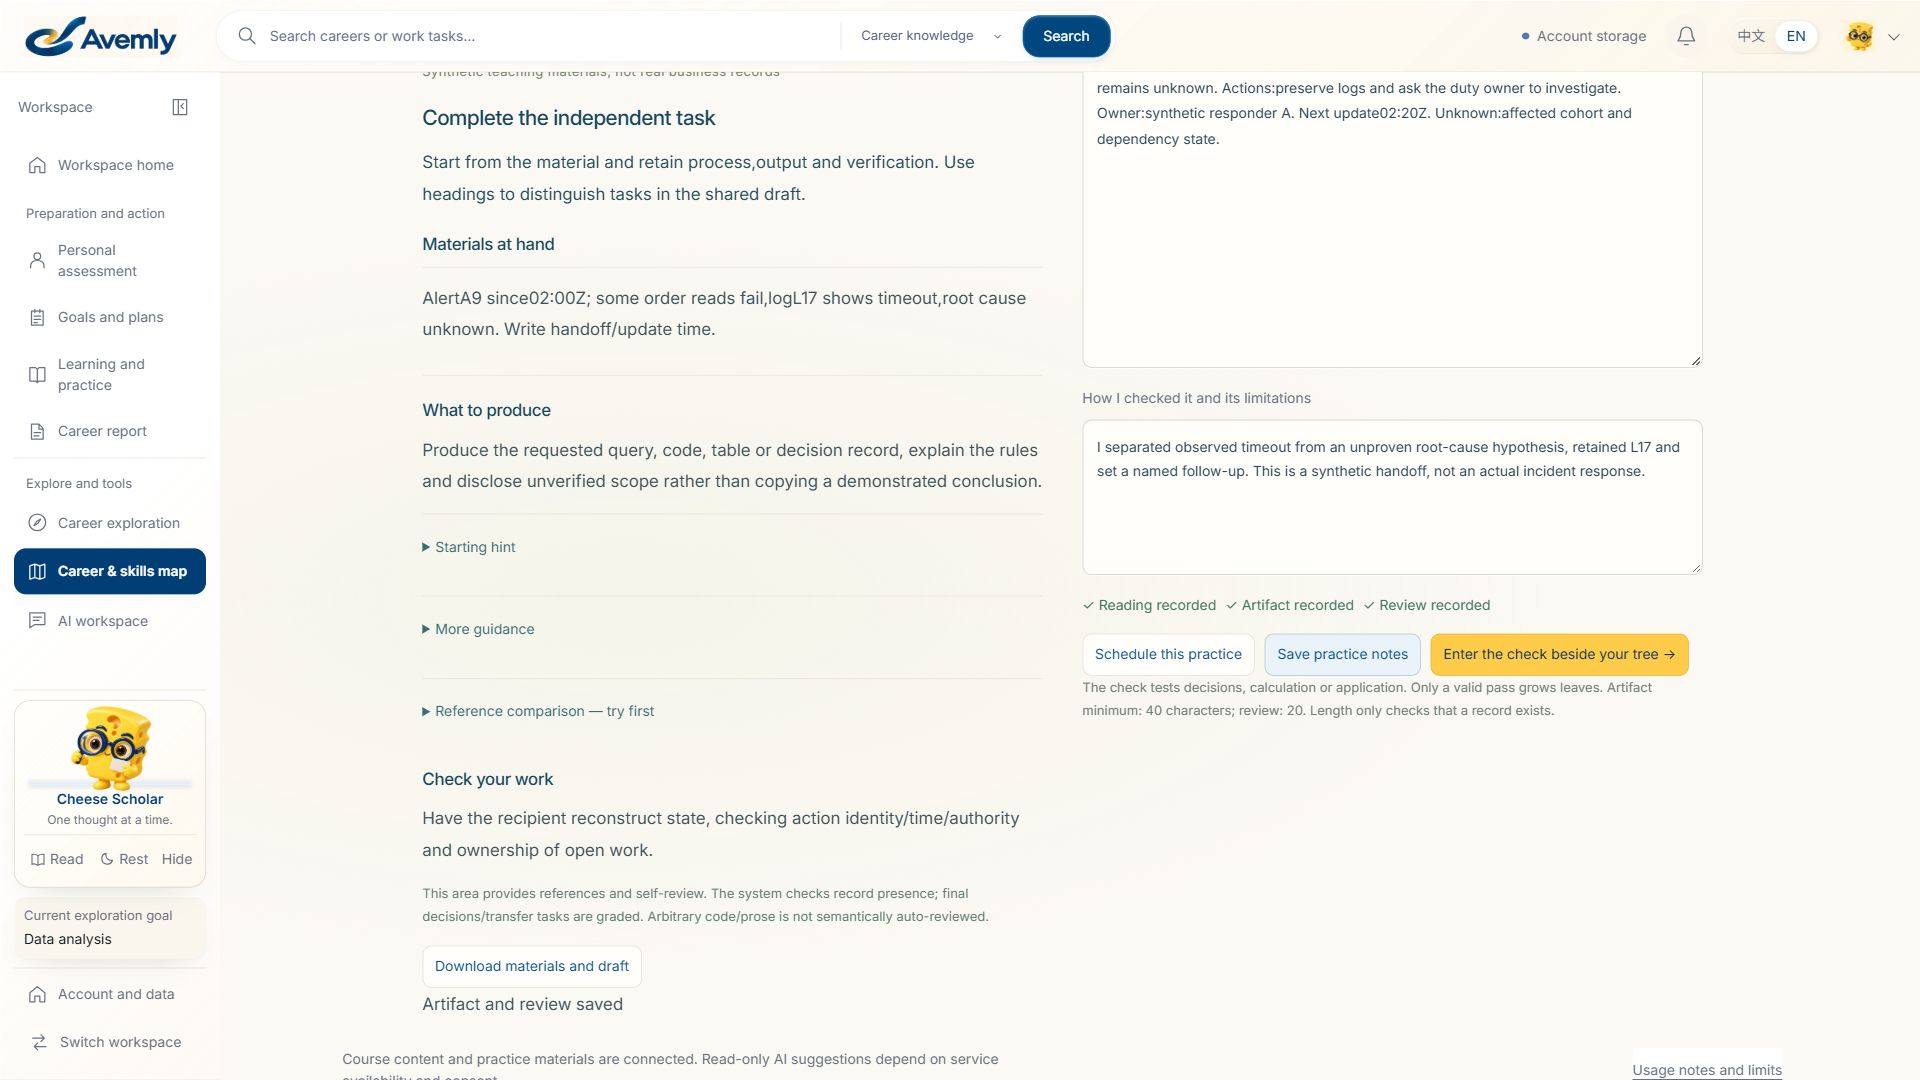 Avemly
Search careers or work tasks...
Career knowledge
Search
Account storage
中文
EN
Workspace
Workspace home
Preparation and action
Personal
assessment
Goals and plans
Learning and
practice
Career report
Explore and tools
Career exploration
Career & skills map
AI workspace
Cheese Scholar
One thought at a time.
Read
Rest
Hide
Current exploration goal
Data analysis
Account and data
Switch workspace
Synthetic teaching materials, not real business records
Complete the independent task
Start from the material and retain process,output and verification. Use
headings to distinguish tasks in the shared draft.
Materials at hand
AlertA9 since02:00Z; some order reads fail,logL17 shows timeout,root cause
unknown. Write handoff/update time.
What to produce
Produce the requested query, code, table or decision record, explain the rules
and disclose unverified scope rather than copying a demonstrated conclusion.
Starting hint
More guidance
Reference comparison — try first
Check your work
Have the recipient reconstruct state, checking action identity/time/authority
and ownership of open work.
This area provides references and self-review. The system checks record presence; final
decisions/transfer tasks are graded. Arbitrary code/prose is not semantically auto-reviewed.
Download materials and draft
Artifact and review saved
remains unknown. Actions:preserve logs and ask the duty owner to investigate.
Owner:synthetic responder A. Next update02:20Z. Unknown:affected cohort and
dependency state.
How I checked it and its limitations
I separated observed timeout from an unproven root-cause hypothesis, retained L17 and
set a named follow-up. This is a synthetic handoff, not an actual incident response.
✓ Reading recorded ✓ Artifact recorded ✓ Review recorded
Schedule this practice
Save practice notes
Enter the check beside your tree →
The check tests decisions, calculation or application. Only a valid pass grows leaves. Artifact
minimum: 40 characters; review: 20. Length only checks that a record exists.
Course content and practice materials are connected. Read-only AI suggestions depend on service
availability and consent.
Usage notes and limits